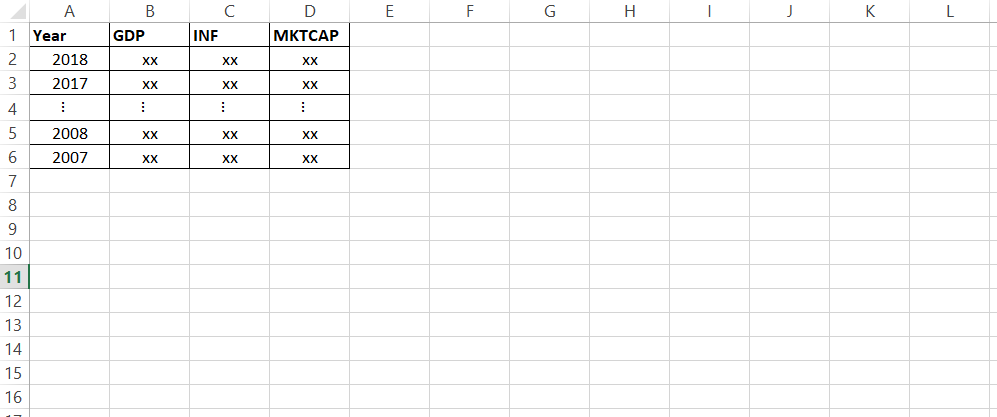 A B C D E F G H I J K L
1 Year GDP INF MKTCAP
2 2018 xx xx xx
3 2017 xx xx xx
4 ⋮ ⋮ ⋮ ⋮
5 2008 xx xx xx
6 2007 xx xx xx
7
8
9
10
11
12
13
14
15
16